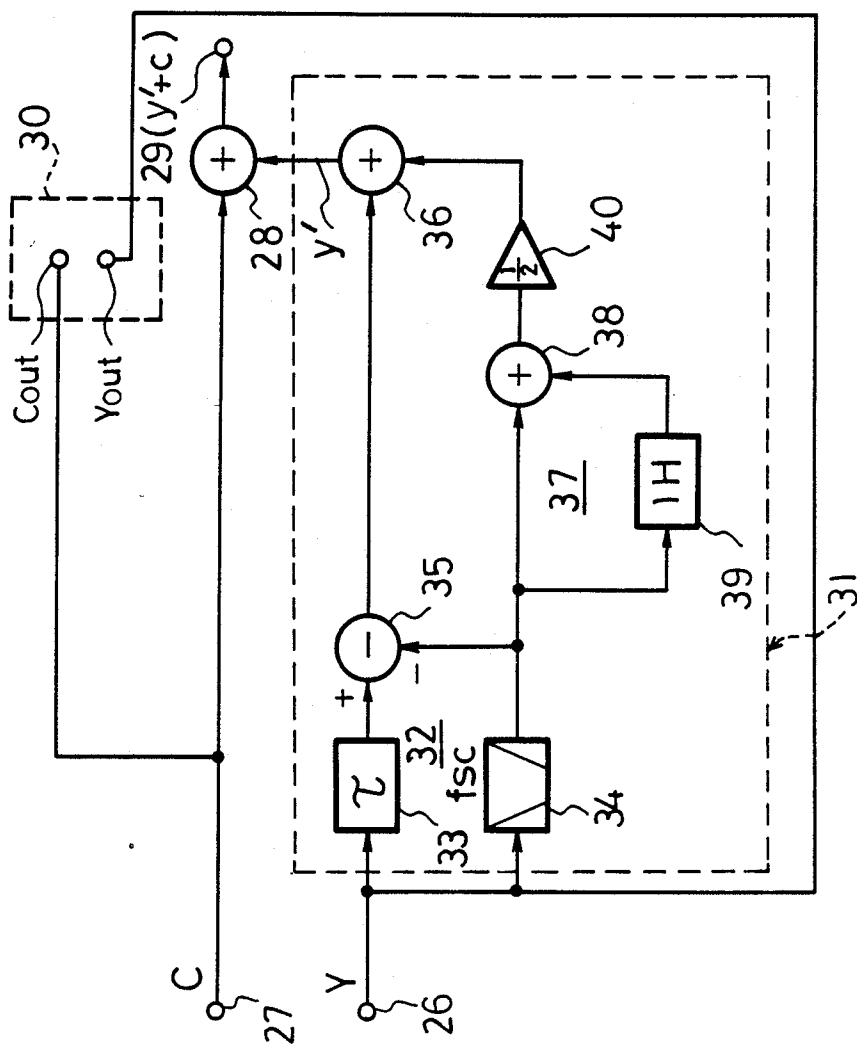 30
Cout
Yout
29(y'+c)
C
27
+
28
y'
+
36
Y
26
τ
33
32
+
−
−
35
fsc
34
37
+
38
1/2
40
1H
39
31